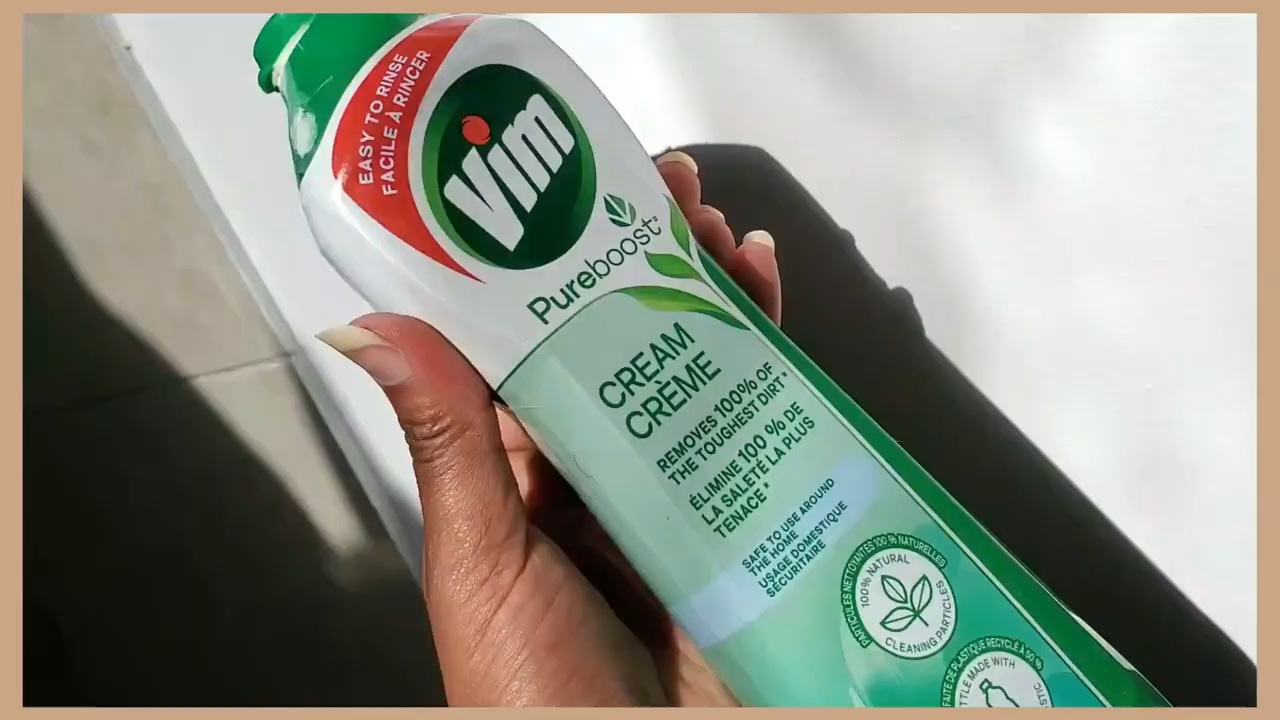 EASY TO RINSE
FACILE À RINCER
Vim
Pureboost
CREAM
CRÈME
REMOVES 100% OF
THE TOUGHEST DIRT*
ÉLIMINE 100 % DE
LA SALETÉ LA PLUS
TENACE*
SAFE TO USE AROUND
THE HOME
USAGE DOMESTIQUE
SÉCURITAIRE
PARTICULES NETTOYANTES 100 % NATURELLES
100% NATURAL
CLEANING PARTICLES
FAITE DE PLASTIQUE RECYCLÉ À 50 %
MADE WITH